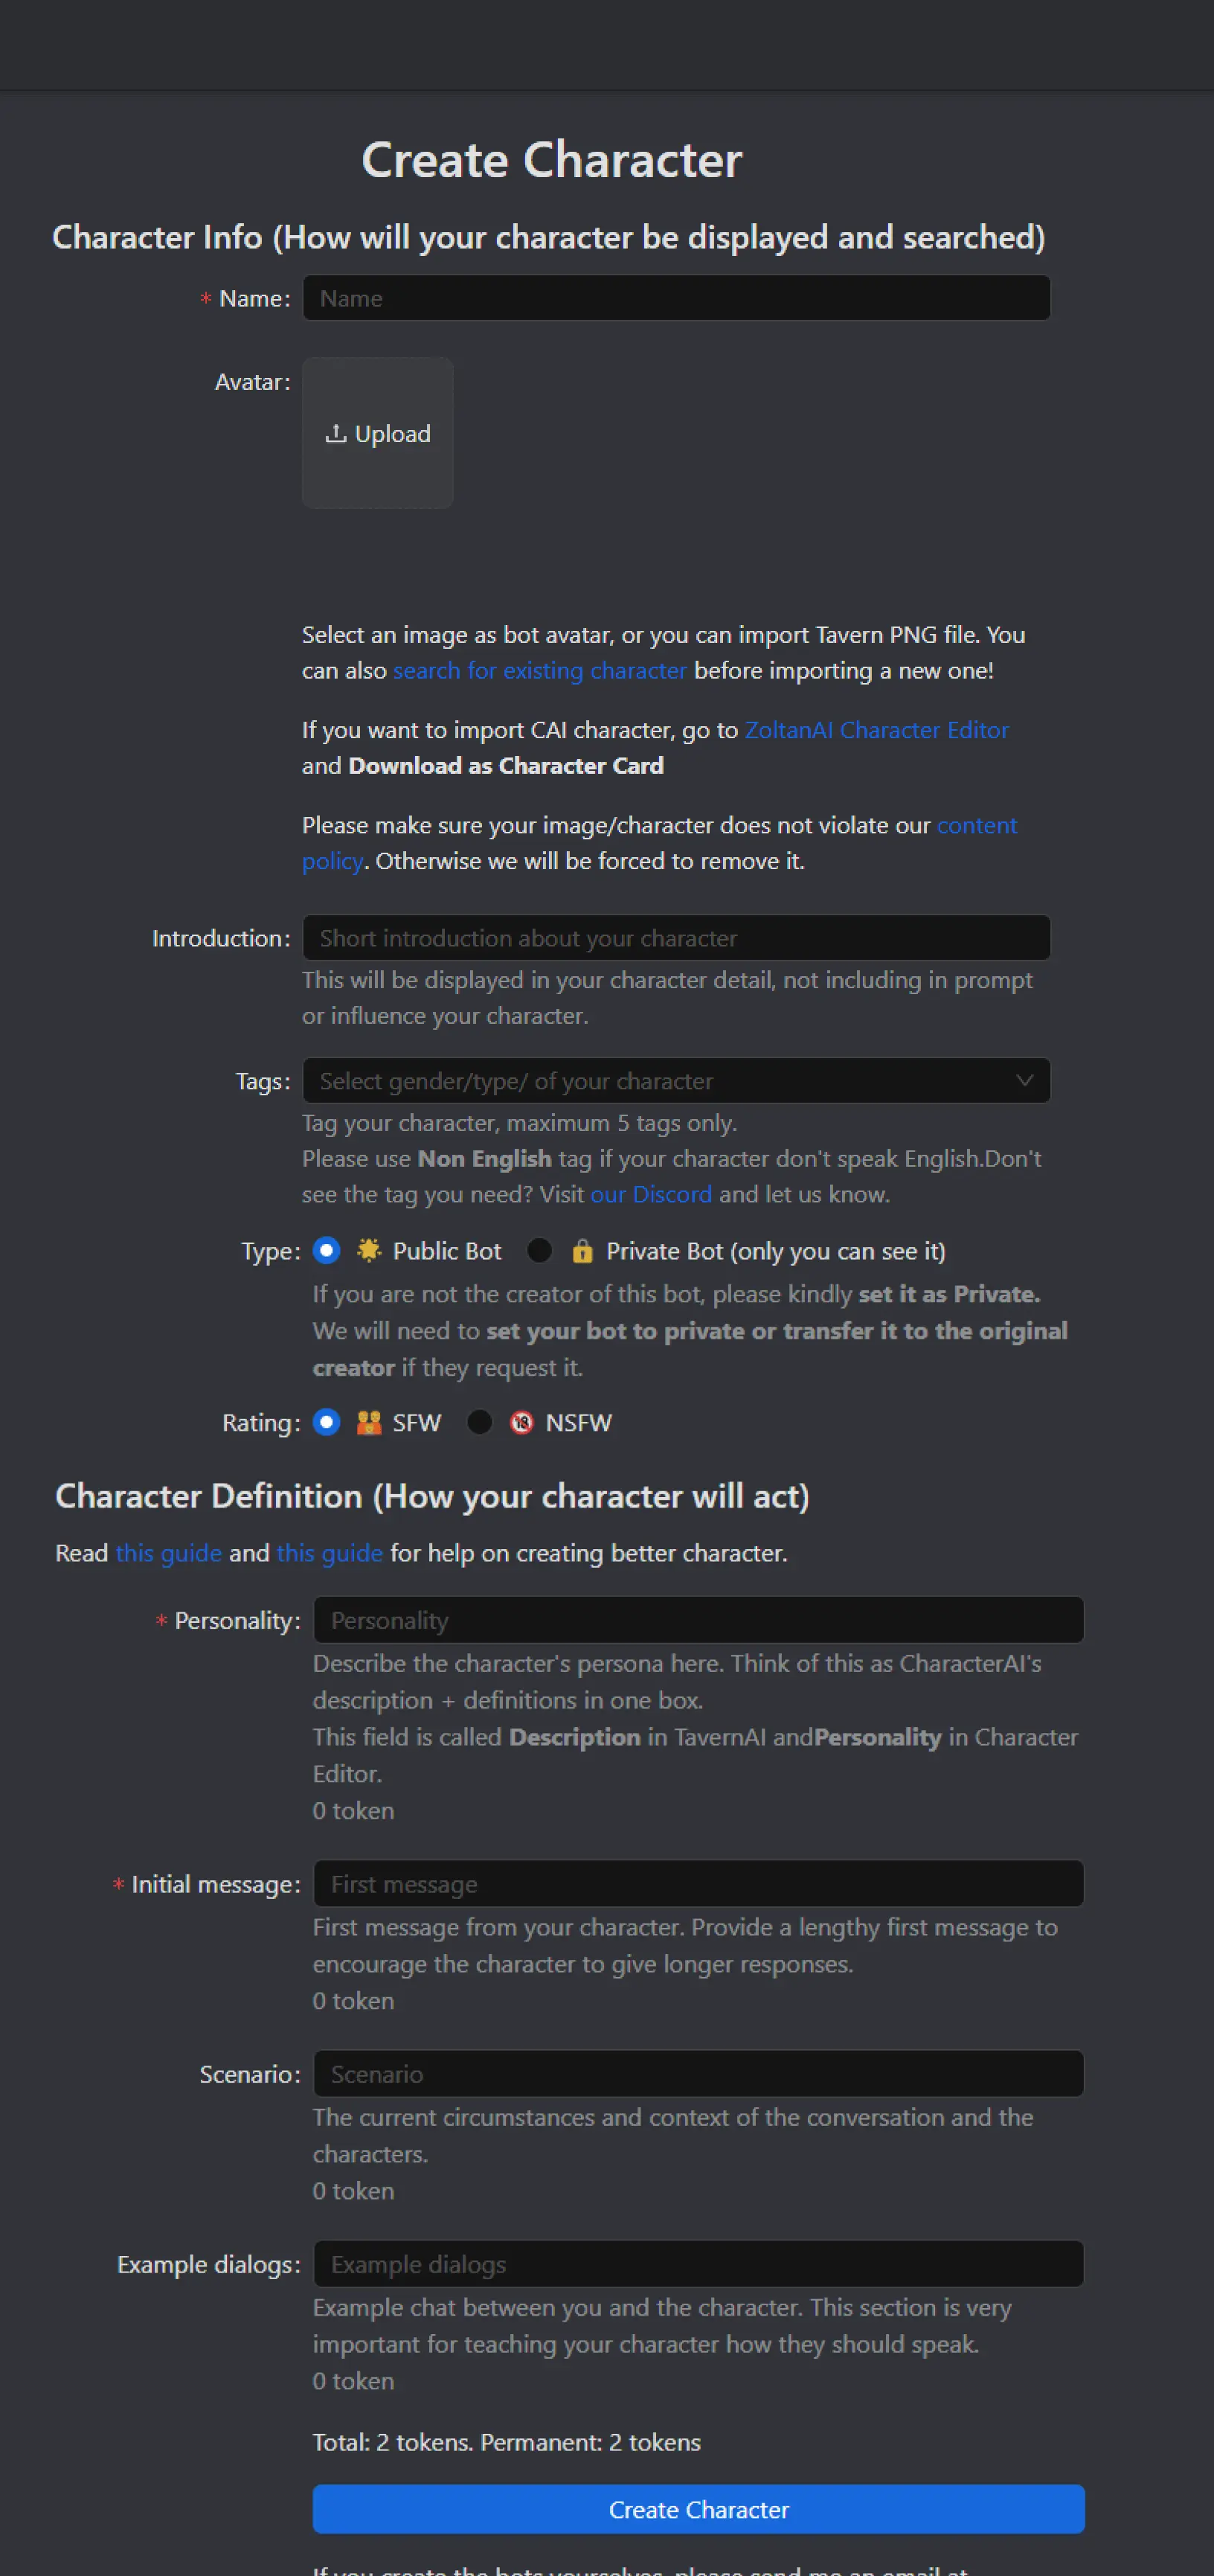 Create Character
Character Info (How will your character be displayed and searched)
* Name:
Name
Avatar:
Upload
Select an image as bot avatar, or you can import Tavern PNG file. You
can also search for existing character before importing a new one!
If you want to import CAI character, go to ZoltanAI Character Editor
and Download as Character Card
Please make sure your image/character does not violate our content
policy. Otherwise we will be forced to remove it.
Introduction:
Short introduction about your character
This will be displayed in your character detail, not including in prompt
or influence your character.
Tags:
Select gender/type/ of your character
Tag your character, maximum 5 tags only.
Please use Non English tag if your character don't speak English.Don't
see the tag you need? Visit our Discord and let us know.
Type: 🌟 Public Bot 🔒 Private Bot (only you can see it)
If you are not the creator of this bot, please kindly set it as Private.
We will need to set your bot to private or transfer it to the original
creator if they request it.
Rating: SFW 🔞 NSFW
Character Definition (How your character will act)
Read this guide and this guide for help on creating better character.
* Personality:
Personality
Describe the character's persona here. Think of this as CharacterAI's
description + definitions in one box.
This field is called Description in TavernAI andPersonality in Character
Editor.
0 token
* Initial message:
First message
First message from your character. Provide a lengthy first message to
encourage the character to give longer responses.
0 token
Scenario:
Scenario
The current circumstances and context of the conversation and the
characters.
0 token
Example dialogs:
Example dialogs
Example chat between you and the character. This section is very
important for teaching your character how they should speak.
0 token
Total: 2 tokens. Permanent: 2 tokens
Create Character
If you create the bots yourselves, please send me an email at